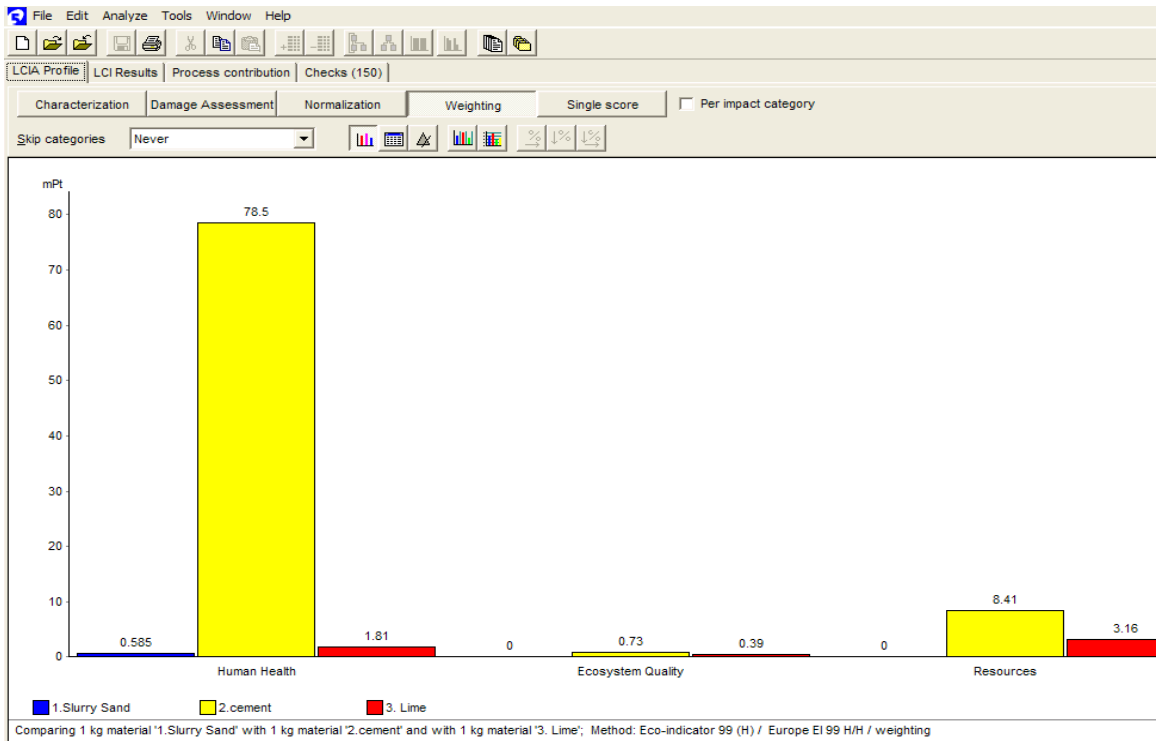 File Edit Analyze Tools Window Help
LCIA Profile LCI Results Process contribution Checks (150)
Characterization Damage Assessment Normalization Weighting Single score Per impact category
Skip categories Never
mPt
80
70
60
50
40
30
20
10
0
0.585 78.5 1.81 0 0.73 0.39 0 8.41 3.16
Human Health Ecosystem Quality Resources
1.Slurry Sand 2.cement 3. Lime
Comparing 1 kg material '1.Slurry Sand' with 1 kg material '2.cement' and with 1 kg material '3. Lime'; Method: Eco-indicator 99 (H) / Europe EI 99 H/H / weighting